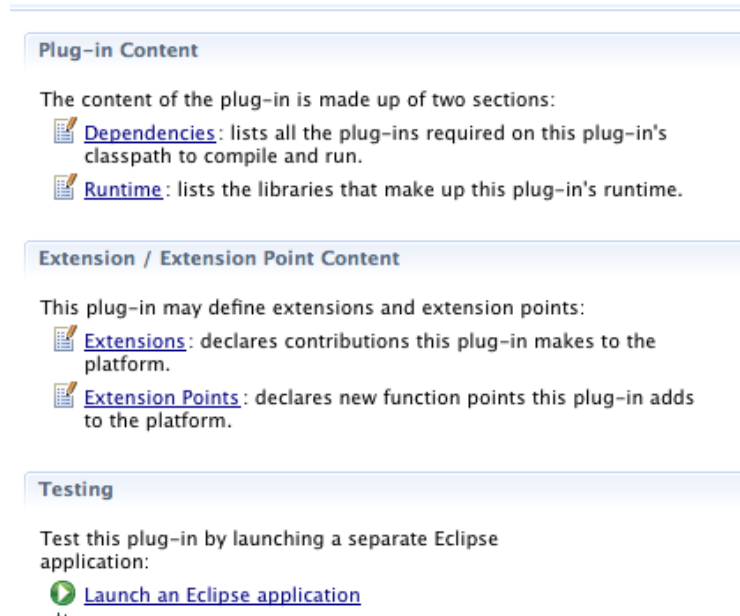 Plug-in Content
The content of the plug-in is made up of two sections:
Dependencies: lists all the plug-ins required on this plug-in's
classpath to compile and run.
Runtime: lists the libraries that make up this plug-in's runtime.
Extension / Extension Point Content
This plug-in may define extensions and extension points:
Extensions: declares contributions this plug-in makes to the
platform.
Extension Points: declares new function points this plug-in adds
to the platform.
Testing
Test this plug-in by launching a separate Eclipse
application:
Launch an Eclipse application